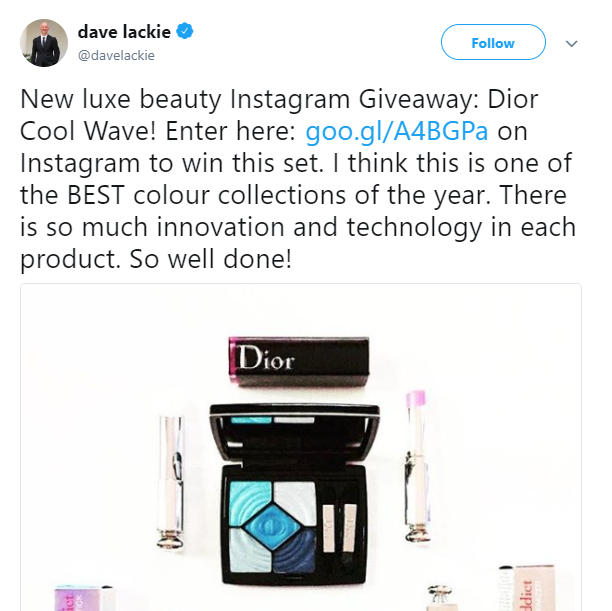 dave lackie
@davelackie
Follow
New luxe beauty Instagram Giveaway: Dior
Cool Wave! Enter here: goo.gl/A4BGPa on
Instagram to win this set. I think this is one of
the BEST colour collections of the year. There
is so much innovation and technology in each
product. So well done!
Dior